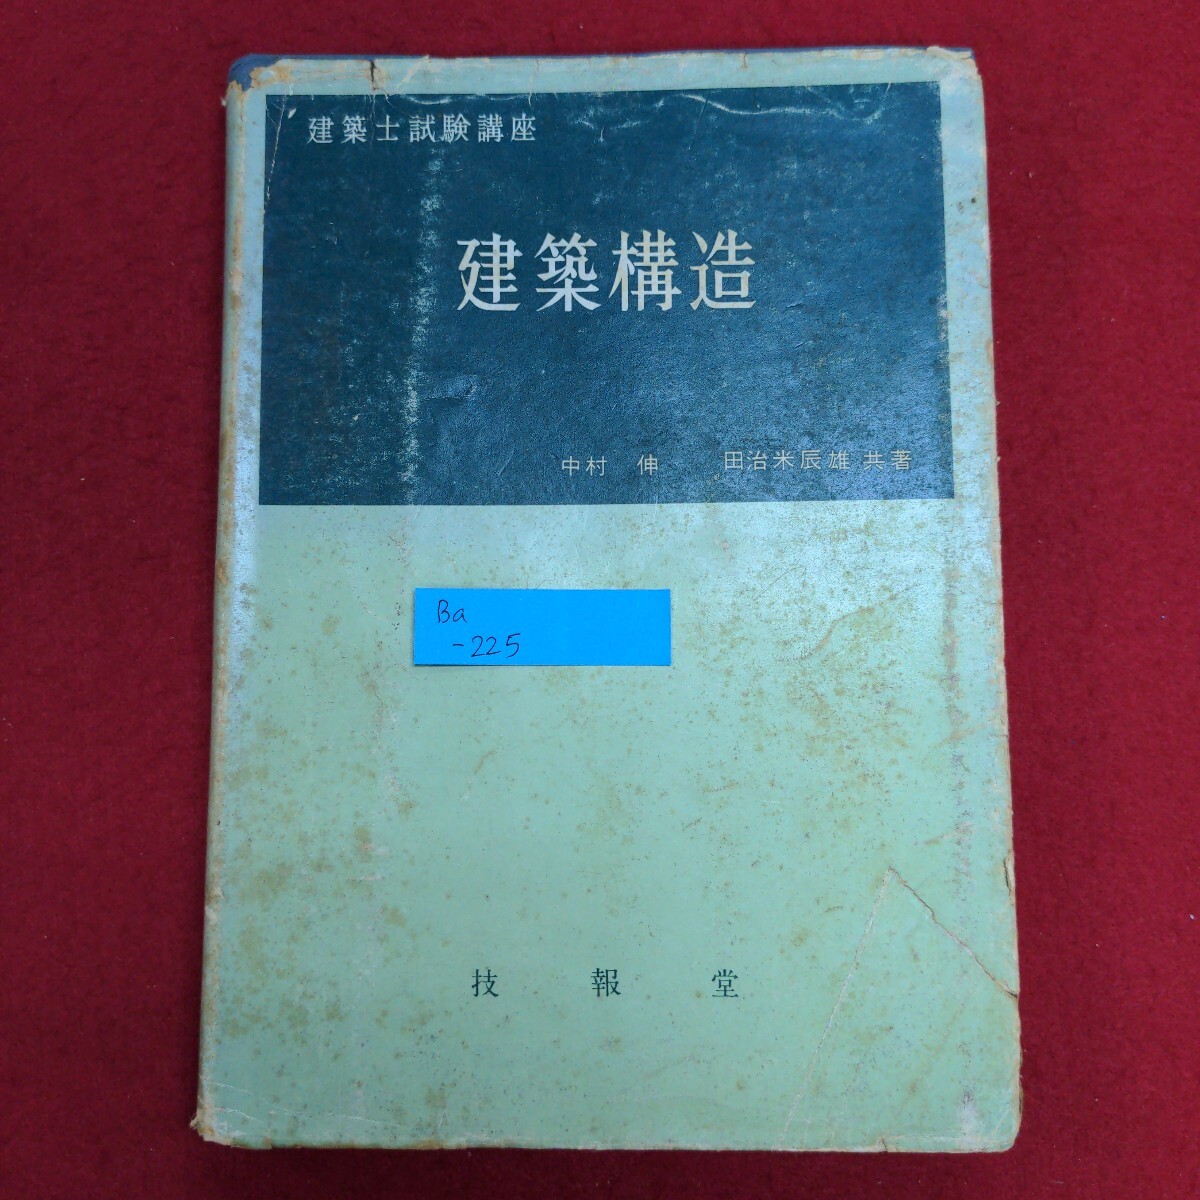 建築士試験講座
建築構造
中村 伸 田治米辰雄 共著
Ba
-225
技報堂